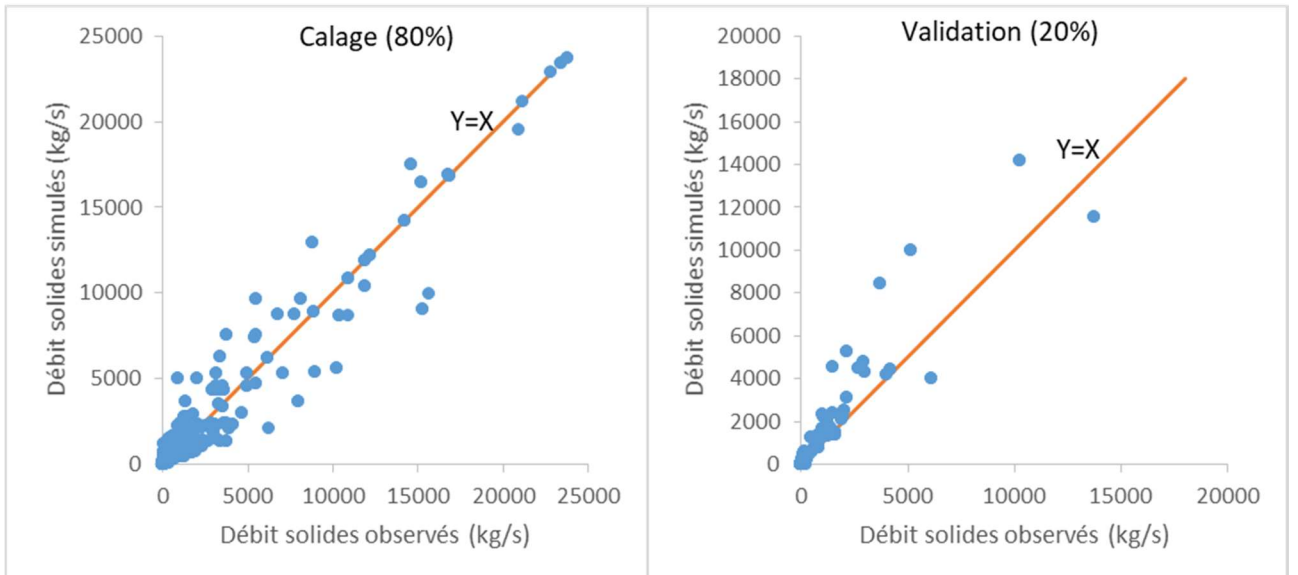 Calage (80%)
Débit solides simulés (kg/s)
25000
20000
15000
10000
5000
0
Y=X
0 5000 10000 15000 20000 25000
Débit solides observés (kg/s)
Validation (20%)
Débit solides simulés (kg/s)
20000
18000
16000
14000
12000
10000
8000
6000
4000
2000
0
Y=X
0 5000 10000 15000 20000
Débit solides observés (kg/s)